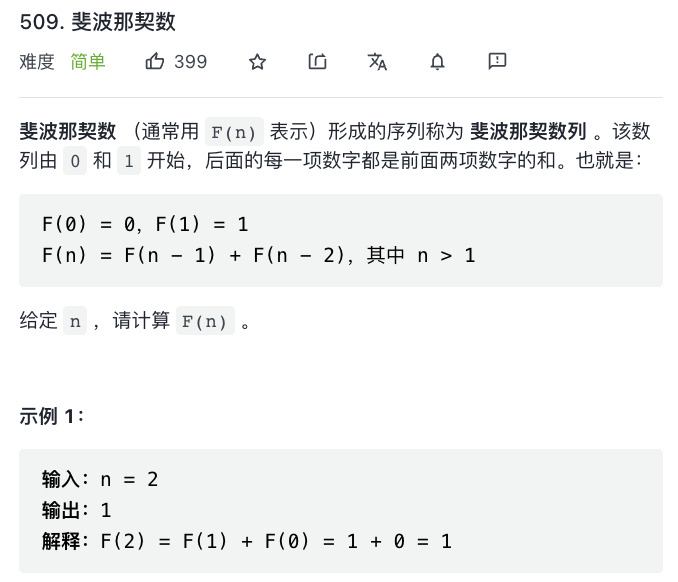 509. 斐波那契数
难度 简单 399
斐波那契数 （通常用 F(n) 表示）形成的序列称为 斐波那契数列 。该数
列由 0 和 1 开始，后面的每一项数字都是前面两项数字的和。也就是：
F(0) = 0，F(1) = 1
F(n) = F(n - 1) + F(n - 2)，其中 n > 1
给定 n ，请计算 F(n) 。
示例 1：
输入：n = 2
输出：1
解释：F(2) = F(1) + F(0) = 1 + 0 = 1